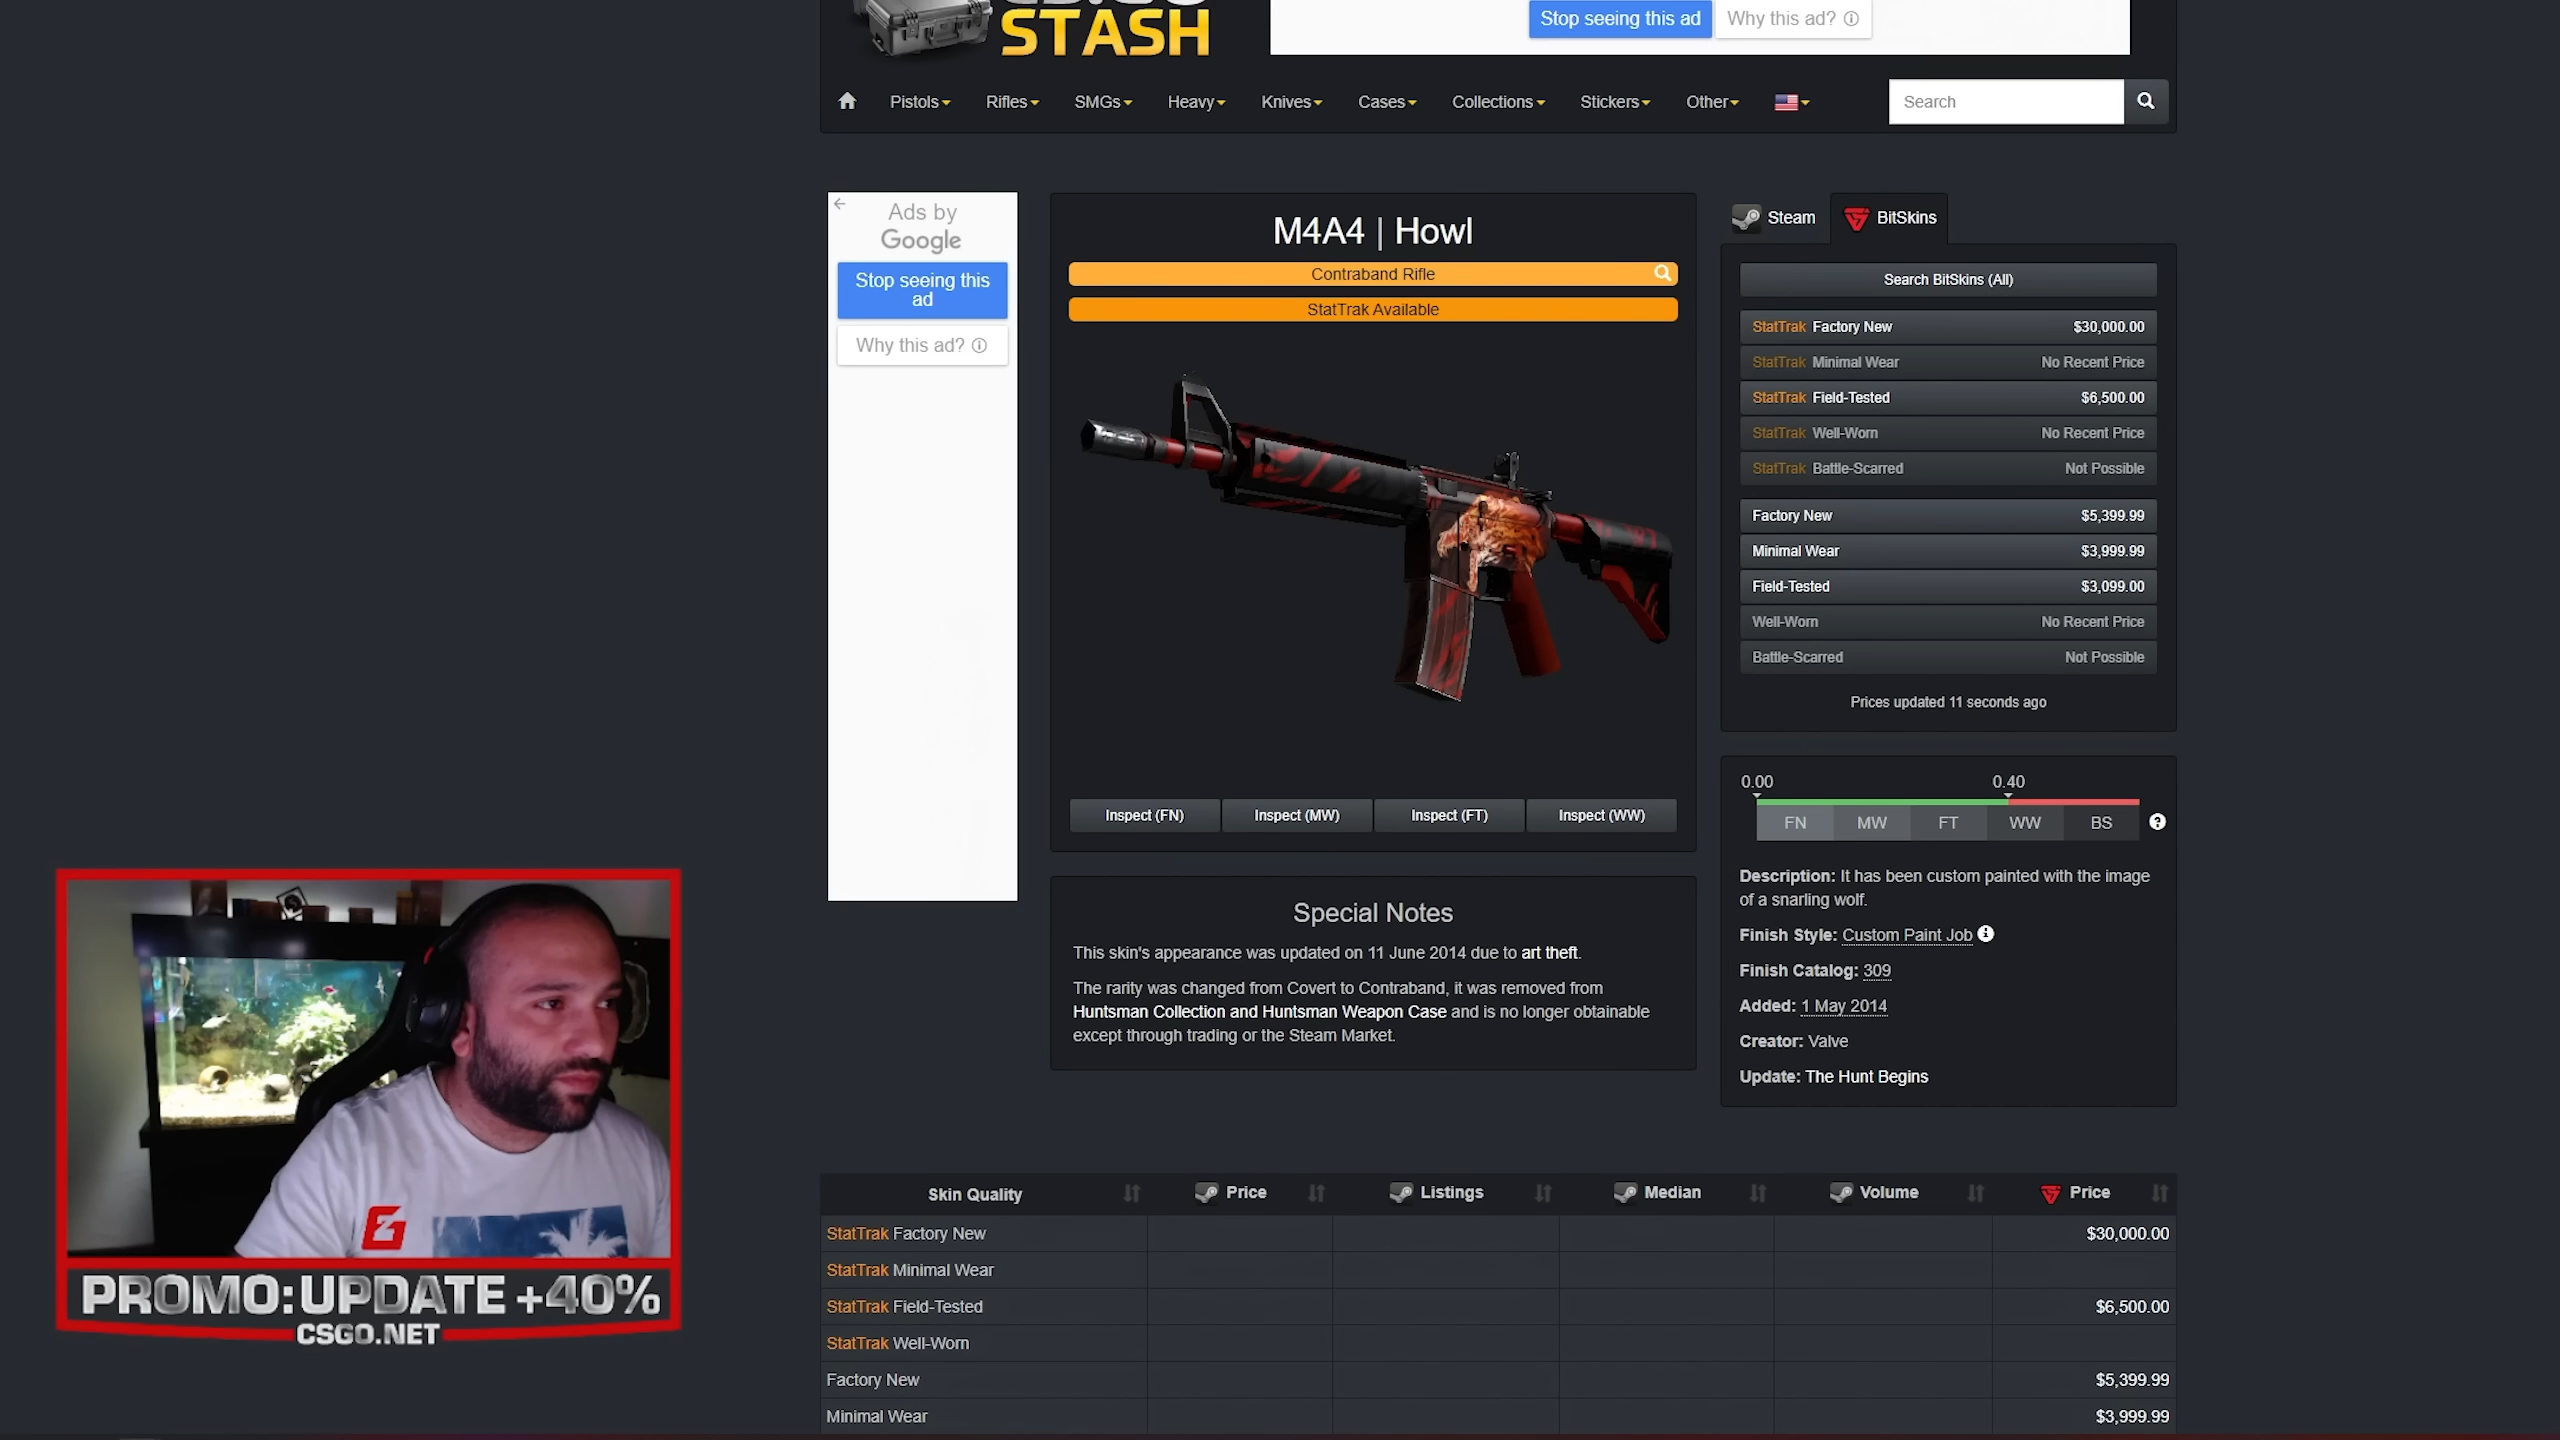 STASH
Stop seeing this ad
Why this ad?
Pistols
Rifles
SMGs
Heavy
Knives
Cases
Collections
Stickers
Other
Search
Ads by
Google
Stop seeing this
ad
Why this ad?
M4A4 | Howl
Contraband Rifle
StatTrak Available
Inspect (FN)
Inspect (MW)
Inspect (FT)
Inspect (WW)
Special Notes
This skin's appearance was updated on 11 June 2014 due to art theft.
The rarity was changed from Covert to Contraband, it was removed from
Huntsman Collection and Huntsman Weapon Case and is no longer obtainable
except through trading or the Steam Market.
Steam
BitSkins
Search BitSkins (All)
StatTrak Factory New $30,000.00
StatTrak Minimal Wear No Recent Price
StatTrak Field-Tested $6,500.00
StatTrak Well-Worn No Recent Price
StatTrak Battle-Scarred Not Possible
Factory New $5,399.99
Minimal Wear $3,999.99
Field-Tested $3,099.00
Well-Worn No Recent Price
Battle-Scarred Not Possible
Prices updated 11 seconds ago
0.00 0.40
FN MW FT WW BS
Description: It has been custom painted with the image
of a snarling wolf.
Finish Style: Custom Paint Job
Finish Catalog: 309
Added: 1 May 2014
Creator: Valve
Update: The Hunt Begins
Skin Quality Price Listings Median Volume Price
StatTrak Factory New $30,000.00
StatTrak Minimal Wear
StatTrak Field-Tested $6,500.00
StatTrak Well-Worn
Factory New $5,399.99
Minimal Wear $3,999.99
PROMO:UPDATE +40%
CSGO.NET